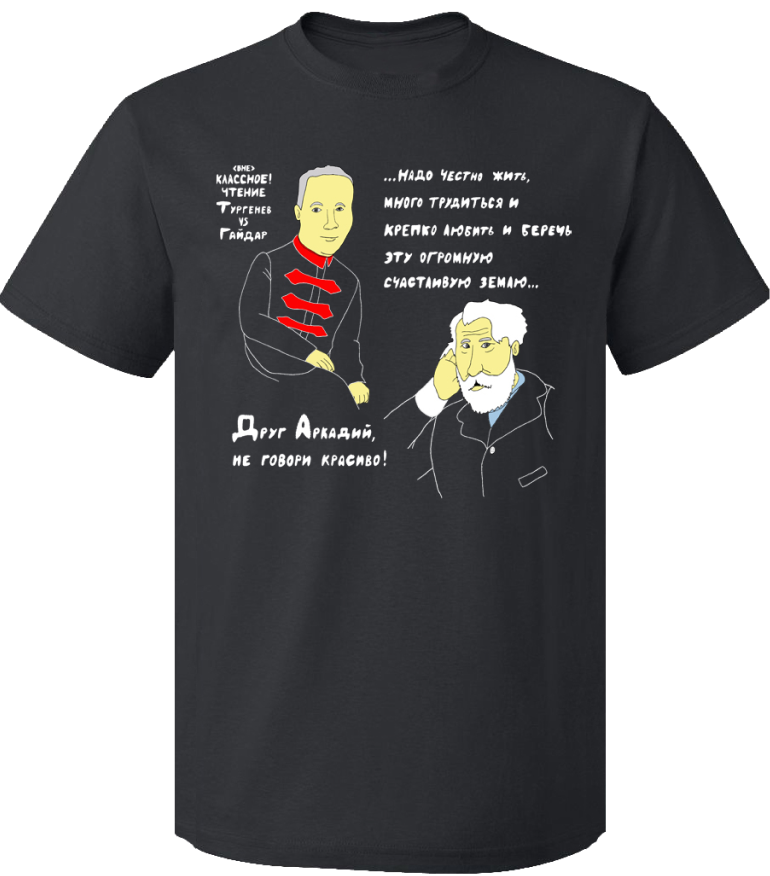 <ВНЕ>
КЛАССНОЕ!
ЧТЕНИЕ
ТУРГЕНЕВ
VS
ГАЙДАР
...НАДО ЧЕСТНО ЖИТЬ,
МНОГО ТРУДИТЬСЯ И
КРЕПКО ЛЮБИТЬ И БЕРЕЧЬ
ЭТУ ОГРОМНУЮ
СЧАСТЛИВУЮ ЗЕМЛЮ...
ДРУГ АРКАДИЙ,
НЕ ГОВОРИ КРАСИВО!